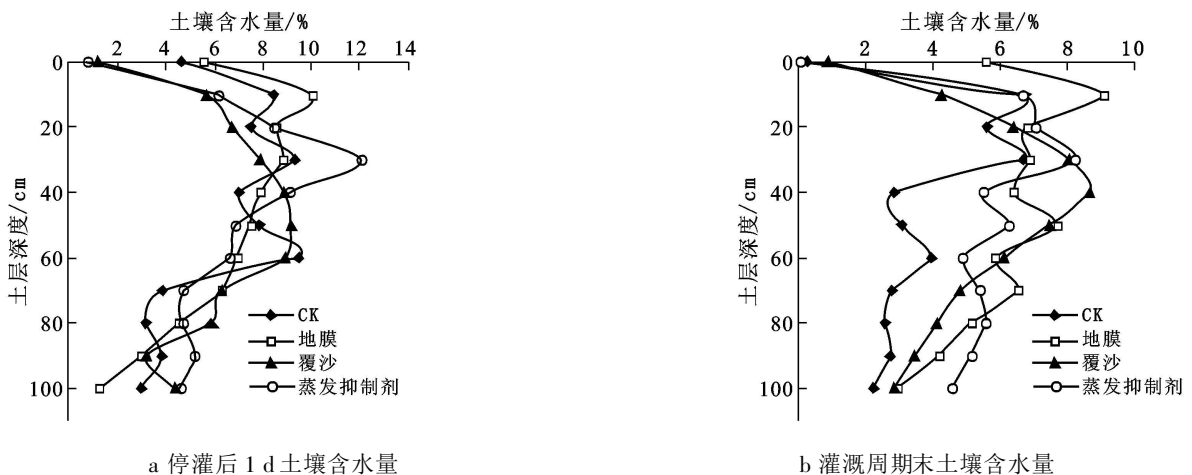 土壤含水量/%
2 4 6 8 10 12 14
0
20
40
60
80
100
土层深度/cm
CK
地膜
覆沙
蒸发抑制剂
a 停灌后 1 d 土壤含水量
土壤含水量/%
2 4 6 8 10
0
20
40
60
80
100
土层深度/cm
CK
地膜
覆沙
蒸发抑制剂
b 灌溉周期末土壤含水量